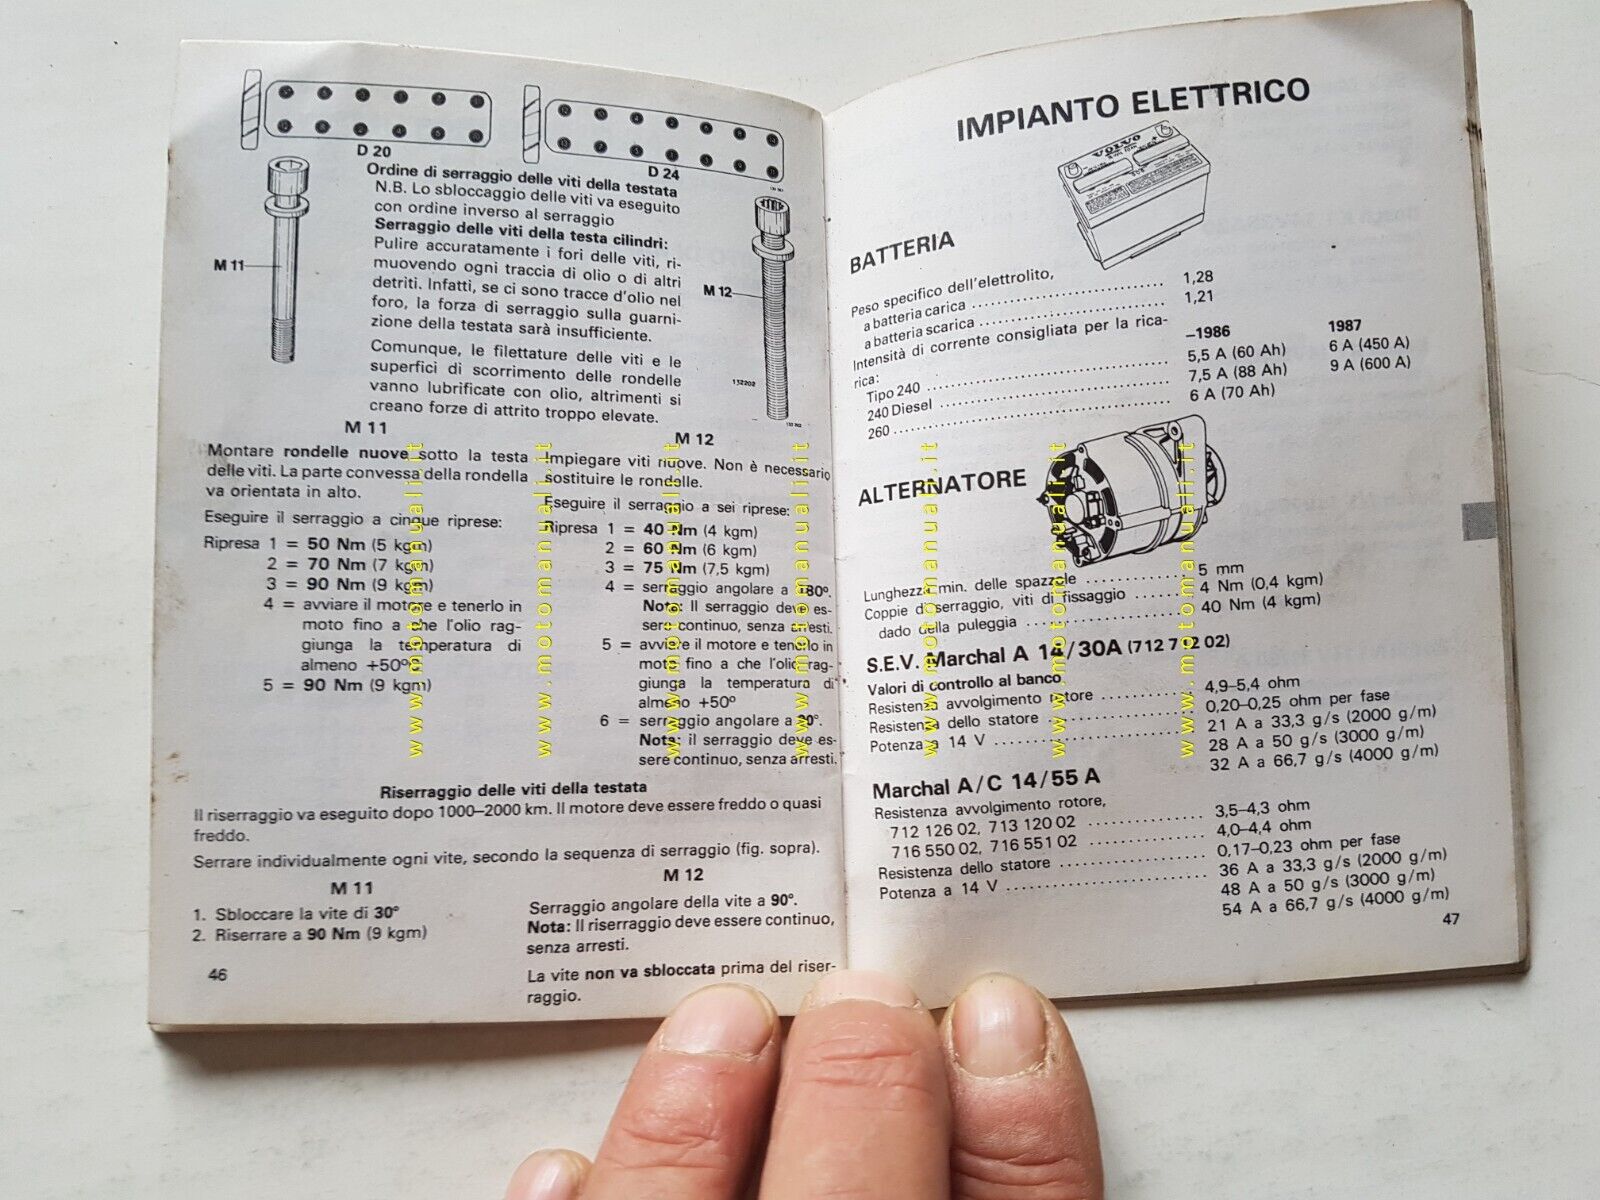 D 20
D 24
Ordine di serraggio delle viti della testata
N.B. Lo sbloccaggio delle viti va eseguito
con ordine inverso al serraggio
Serraggio delle viti della testa cilindri:
Pulire accuratamente i fori delle viti, ri-
muovendo ogni traccia di olio o di altri
detriti. Infatti, se ci sono tracce d'olio nel
foro, la forza di serraggio sulla guarni-
zione della testata sarà insufficiente.
Comunque, le filettature delle viti e le
superfici di scorrimento delle rondelle
vanno lubrificate con olio, altrimenti si
creano forze di attrito troppo elevate.
M 11
M 12
132202
M 11
Montare rondelle nuove sotto la testa
delle viti. La parte convessa della rondella
va orientata in alto.
Eseguire il serraggio a cinque riprese:
Ripresa 1 = 50 Nm (5 kgm)
2 = 70 Nm (7 kgm)
3 = 90 Nm (9 kgm)
4 = avviare il motore e tenerlo in
moto fino a che l'olio rag-
giunga la temperatura di
almeno +50°
5 = 90 Nm (9 kgm)
M 12
Impiegare viti nuove. Non è necessario
sostituire le rondelle.
Eseguire il serraggio a sei riprese:
Ripresa 1 = 40 Nm (4 kgm)
2 = 60 Nm (6 kgm)
3 = 75 Nm (7,5 kgm)
4 = serraggio angolare a 180°.
Nota: Il serraggio deve es-
sere continuo, senza arresti.
5 = avviare il motore e tenerlo in
moto fino a che l'olio rag-
giunga la temperatura di
almeno +50°
6 = serraggio angolare a 90°.
Nota: il serraggio deve es-
sere continuo, senza arresti.
Riserraggio delle viti della testata
Il riserraggio va eseguito dopo 1000–2000 km. Il motore deve essere freddo o quasi
freddo.
Serrare individualmente ogni vite, secondo la sequenza di serraggio (fig. sopra).
M 11
1. Sbloccare la vite di 30°
2. Riserrare a 90 Nm (9 kgm)
M 12
Serraggio angolare della vite a 90°.
Nota: Il riserraggio deve essere continuo,
senza arresti.
La vite non va sbloccata prima del riser-
raggio.
46
IMPIANTO ELETTRICO
VOLVO
BATTERIA
Peso specifico dell'elettrolito,
a batteria carica ........................ 1,28
a batteria scarica ........................ 1,21
Intensità di corrente consigliata per la rica-
rica: –1986 1987
Tipo 240 ........................ 5,5 A (60 Ah) 6 A (450 A)
240 Diesel ........................ 7,5 A (88 Ah) 9 A (600 A)
260 ........................ 6 A (70 Ah)
ALTERNATORE
Lunghezza min. delle spazzole ............ 5 mm
Coppie di serraggio, viti di fissaggio ...... 4 Nm (0,4 kgm)
dado della puleggia .................. 40 Nm (4 kgm)
S.E.V. Marchal A 14/30A (712 712 02)
Valori di controllo al banco
Resistenza avvolgimento rotore ............ 4,9–5,4 ohm
Resistenza dello statore .................. 0,20–0,25 ohm per fase
Potenza a 14 V ........................ 21 A a 33,3 g/s (2000 g/m)
28 A a 50 g/s (3000 g/m)
32 A a 66,7 g/s (4000 g/m)
Marchal A/C 14/55 A
Resistenza avvolgimento rotore,
712 126 02, 713 120 02 ............... 3,5–4,3 ohm
716 550 02, 716 551 02 ............... 4,0–4,4 ohm
Resistenza dello statore .................. 0,17–0,23 ohm per fase
Potenza a 14 V ........................ 36 A a 33,3 g/s (2000 g/m)
48 A a 50 g/s (3000 g/m)
54 A a 66,7 g/s (4000 g/m)
47
www.motomanuali.it
www.motomanuali.it
www.motomanuali.it
www.motomanuali.it
www.motomanuali.it
www.motomanuali.it
www.motomanuali.it